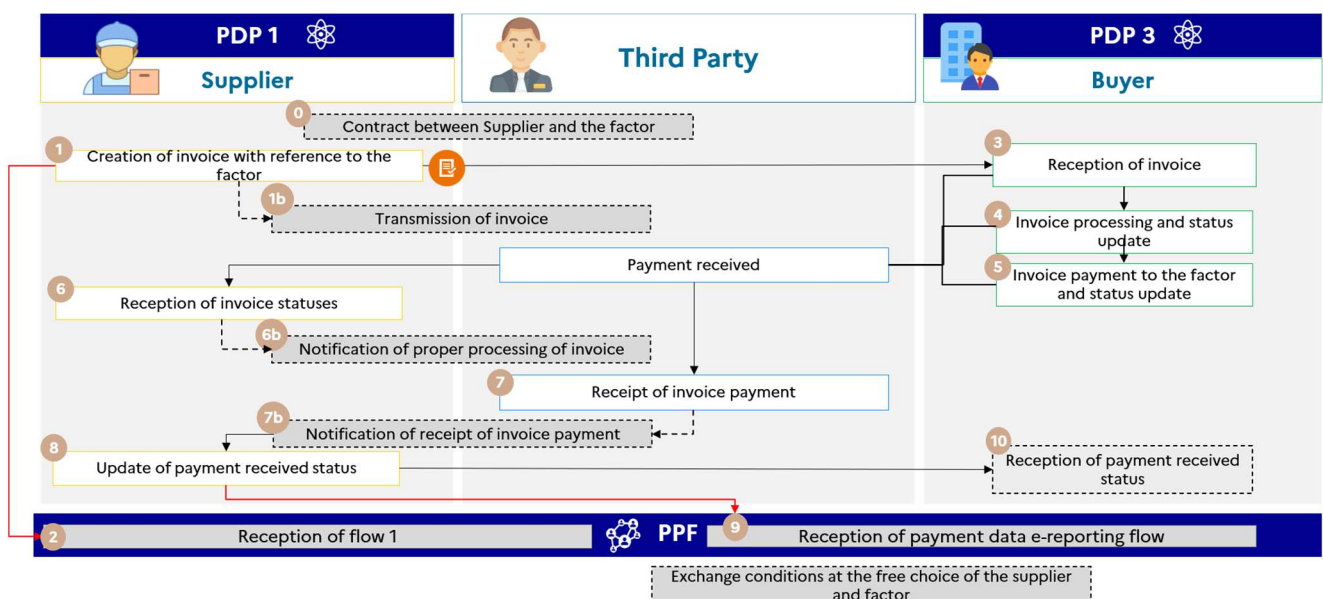 PDP 1
PDP 3
Supplier
Third Party
Buyer
0
Contract between Supplier and the factor
1
Creation of invoice with reference to the
factor
3
Reception of invoice
1b
Transmission of invoice
4
Invoice processing and status
update
Payment received
5
Invoice payment to the factor
and status update
6
Reception of invoice statuses
6b
Notification of proper processing of invoice
7
Receipt of invoice payment
7b
Notification of receipt of invoice payment
8
Update of payment received status
10
Reception of payment received
status
2
Reception of flow 1
PPF
9
Reception of payment data e-reporting flow
Exchange conditions at the free choice of the supplier
and factor